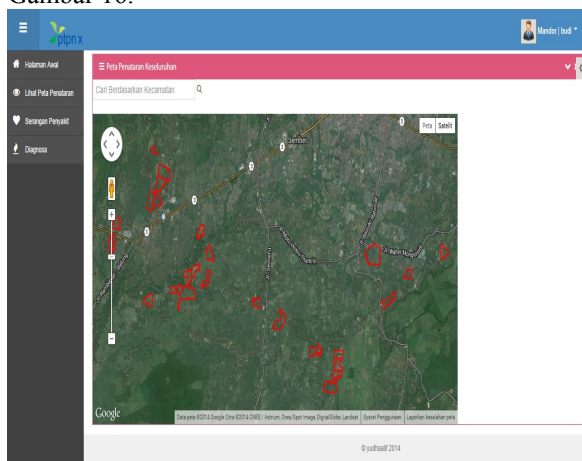 Gambar 16.
ptpn x
Mandor | budi
Halaman Awal
Lihat Peta Penataran
Serangan Penyakit
Diagnosa
Peta Penataran Keseluruhan
Cari Berdasarkan Kecamatan
Peta
Satelit
Jember
Google
Data peta ©2014 Google Citra ©2014 CNES / Astrium, Cnes/Spot Image, DigitalGlobe, Landsat
Syarat Penggunaan
Laporkan kesalahan peta
© yudhaalif 2014